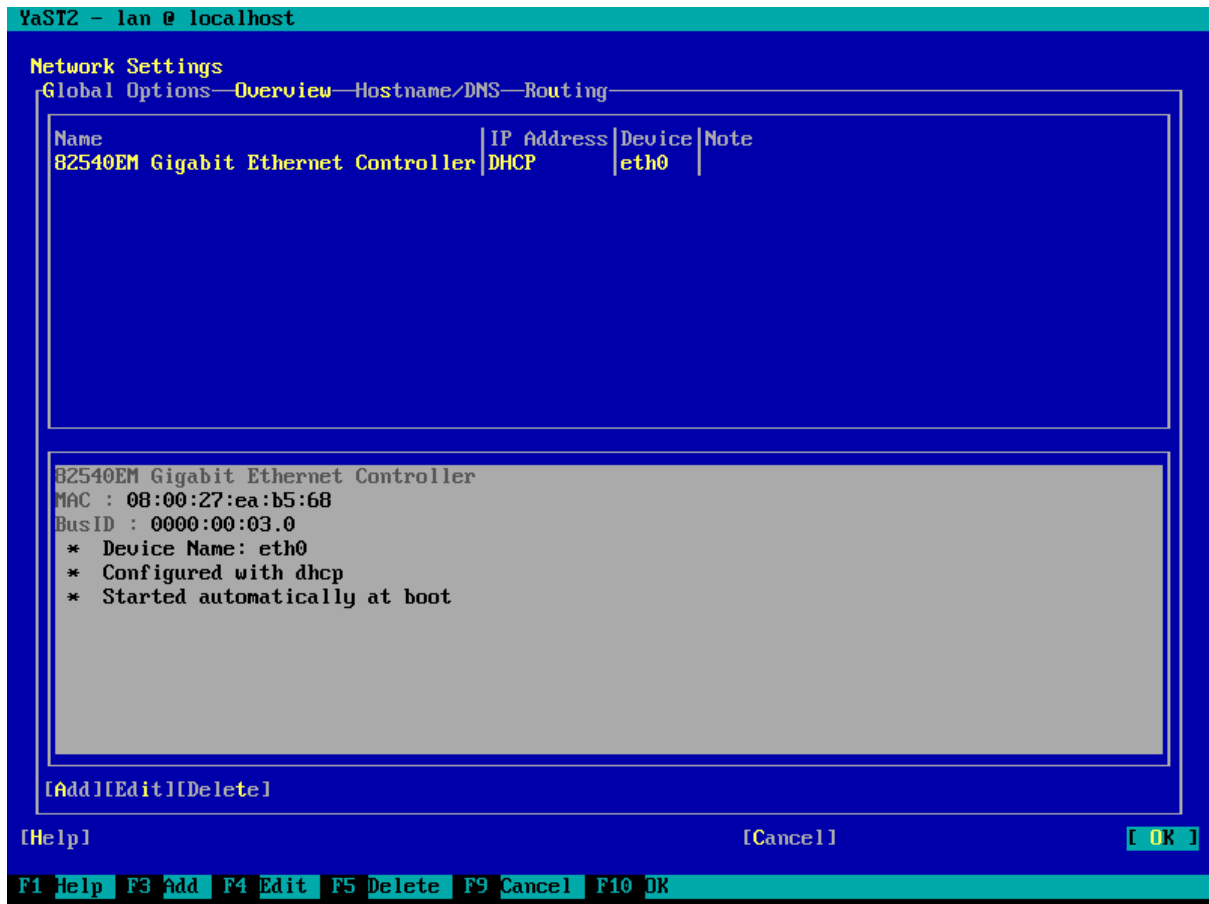 YaST2 - lan @ localhost
Network Settings
Global Options Overview Hostname/DNS Routing
Name IP Address Device Note
82540EM Gigabit Ethernet Controller DHCP eth0
82540EM Gigabit Ethernet Controller
MAC : 08:00:27:ea:b5:68
BusID : 0000:00:03.0
* Device Name: eth0
* Configured with dhcp
* Started automatically at boot
[Add][Edit][Delete]
[Help] [Cancel] [ OK ]
F1 Help F3 Add F4 Edit F5 Delete F9 Cancel F10 OK